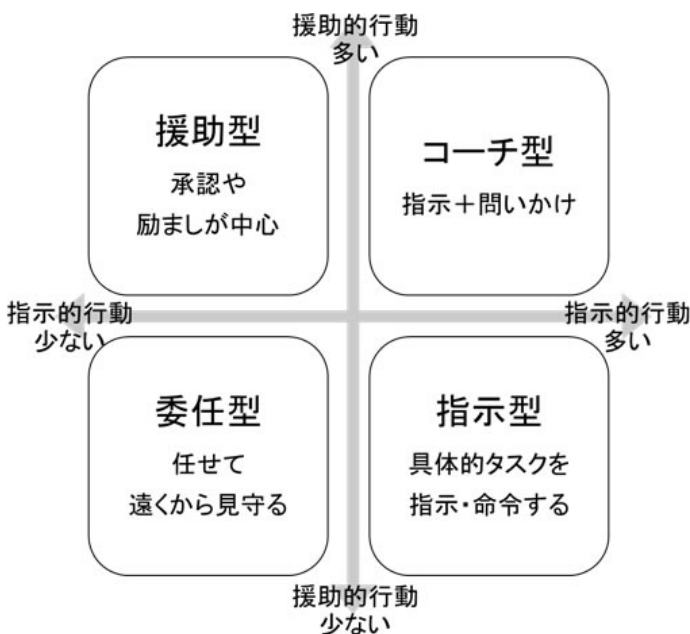 援助的行動
多い
援助型
承認や
励ましが中心
コーチ型
指示＋問いかけ
指示的行動
少ない
指示的行動
多い
委任型
任せて
遠くから見守る
指示型
具体的タスクを
指示・命令する
援助的行動
少ない